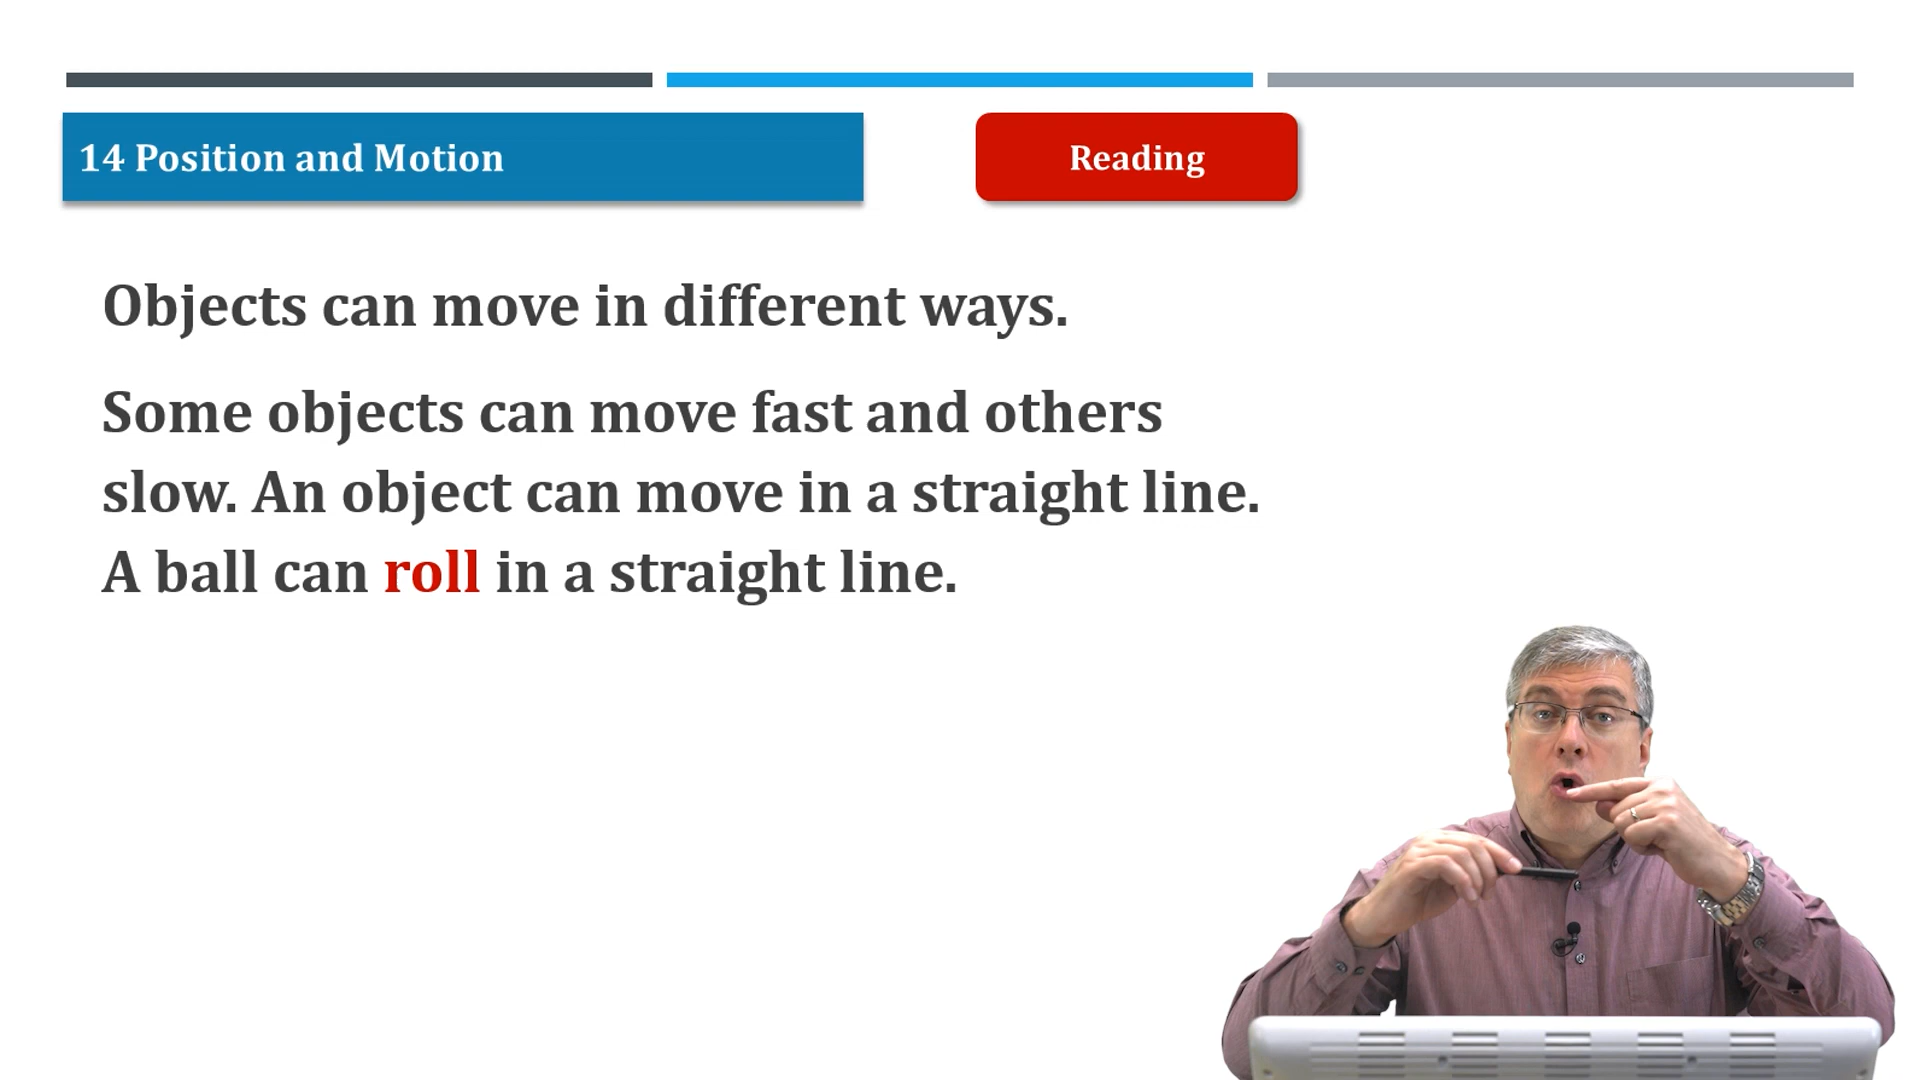 14 Position and Motion
Reading
Objects can move in different ways.
Some objects can move fast and others
slow. An object can move in a straight line.
A ball can roll in a straight line.